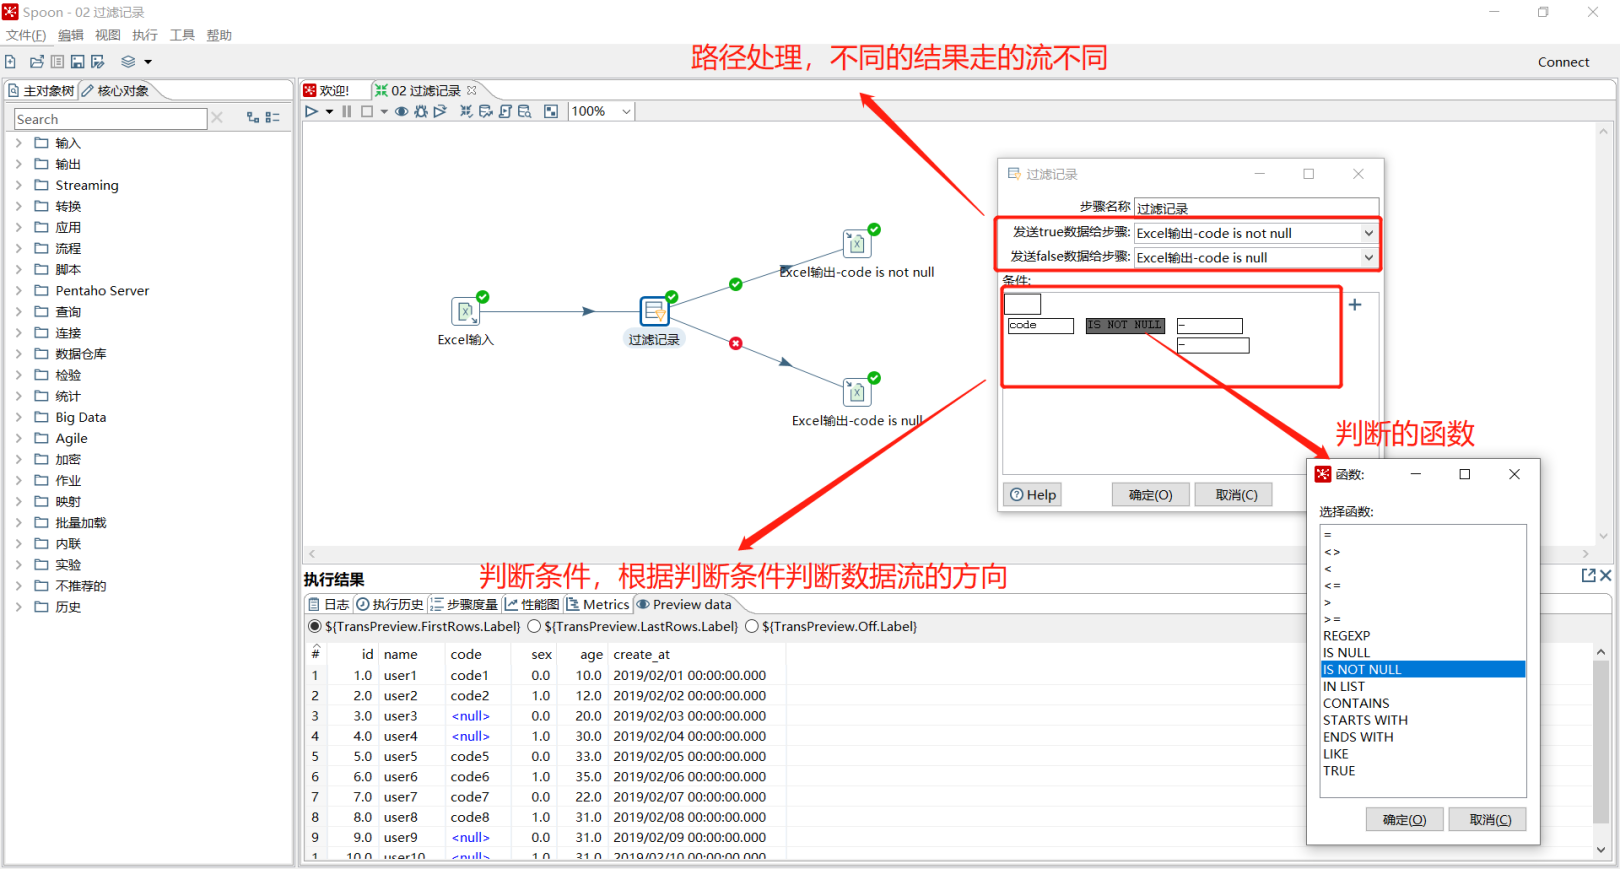 Spoon - 02 过滤记录
文件(F) 编辑 视图 执行 工具 帮助
路径处理，不同的结果走的流不同
Connect
主对象树 核心对象
欢迎! 02 过滤记录
100%
Search
输入
输出
Streaming
转换
应用
流程
脚本
Pentaho Server
查询
连接
数据仓库
检验
统计
Big Data
Agile
加密
作业
映射
批量加载
内联
实验
不推荐的
历史
Excel输入
过滤记录
Excel输出-code is not null
Excel输出-code is null
过滤记录
步骤名称 过滤记录
发送true数据给步骤: Excel输出-code is not null
发送false数据给步骤: Excel输出-code is null
条件:
code IS NOT NULL -
-
Help 确定(O) 取消(C)
判断的函数
函数:
选择函数:
=
<>
<
<=
>
>=
REGEXP
IS NULL
IS NOT NULL
IN LIST
CONTAINS
STARTS WITH
ENDS WITH
LIKE
TRUE
确定(O) 取消(C)
判断条件，根据判断条件判断数据流的方向
执行结果
日志 执行历史 步骤度量 性能图 Metrics Preview data
${TransPreview.FirstRows.Label} ${TransPreview.LastRows.Label} ${TransPreview.Off.Label}
# id name code sex age create_at
1 1.0 user1 code1 0.0 10.0 2019/02/01 00:00:00.000
2 2.0 user2 code2 1.0 12.0 2019/02/02 00:00:00.000
3 3.0 user3 <null> 0.0 20.0 2019/02/03 00:00:00.000
4 4.0 user4 <null> 1.0 30.0 2019/02/04 00:00:00.000
5 5.0 user5 code5 0.0 33.0 2019/02/05 00:00:00.000
6 6.0 user6 code6 1.0 35.0 2019/02/06 00:00:00.000
7 7.0 user7 code7 0.0 22.0 2019/02/07 00:00:00.000
8 8.0 user8 code8 1.0 31.0 2019/02/08 00:00:00.000
9 9.0 user9 <null> 0.0 31.0 2019/02/09 00:00:00.000
1 10.0 user10 <null> 1.0 31.0 2019/02/10 00:00:00.000